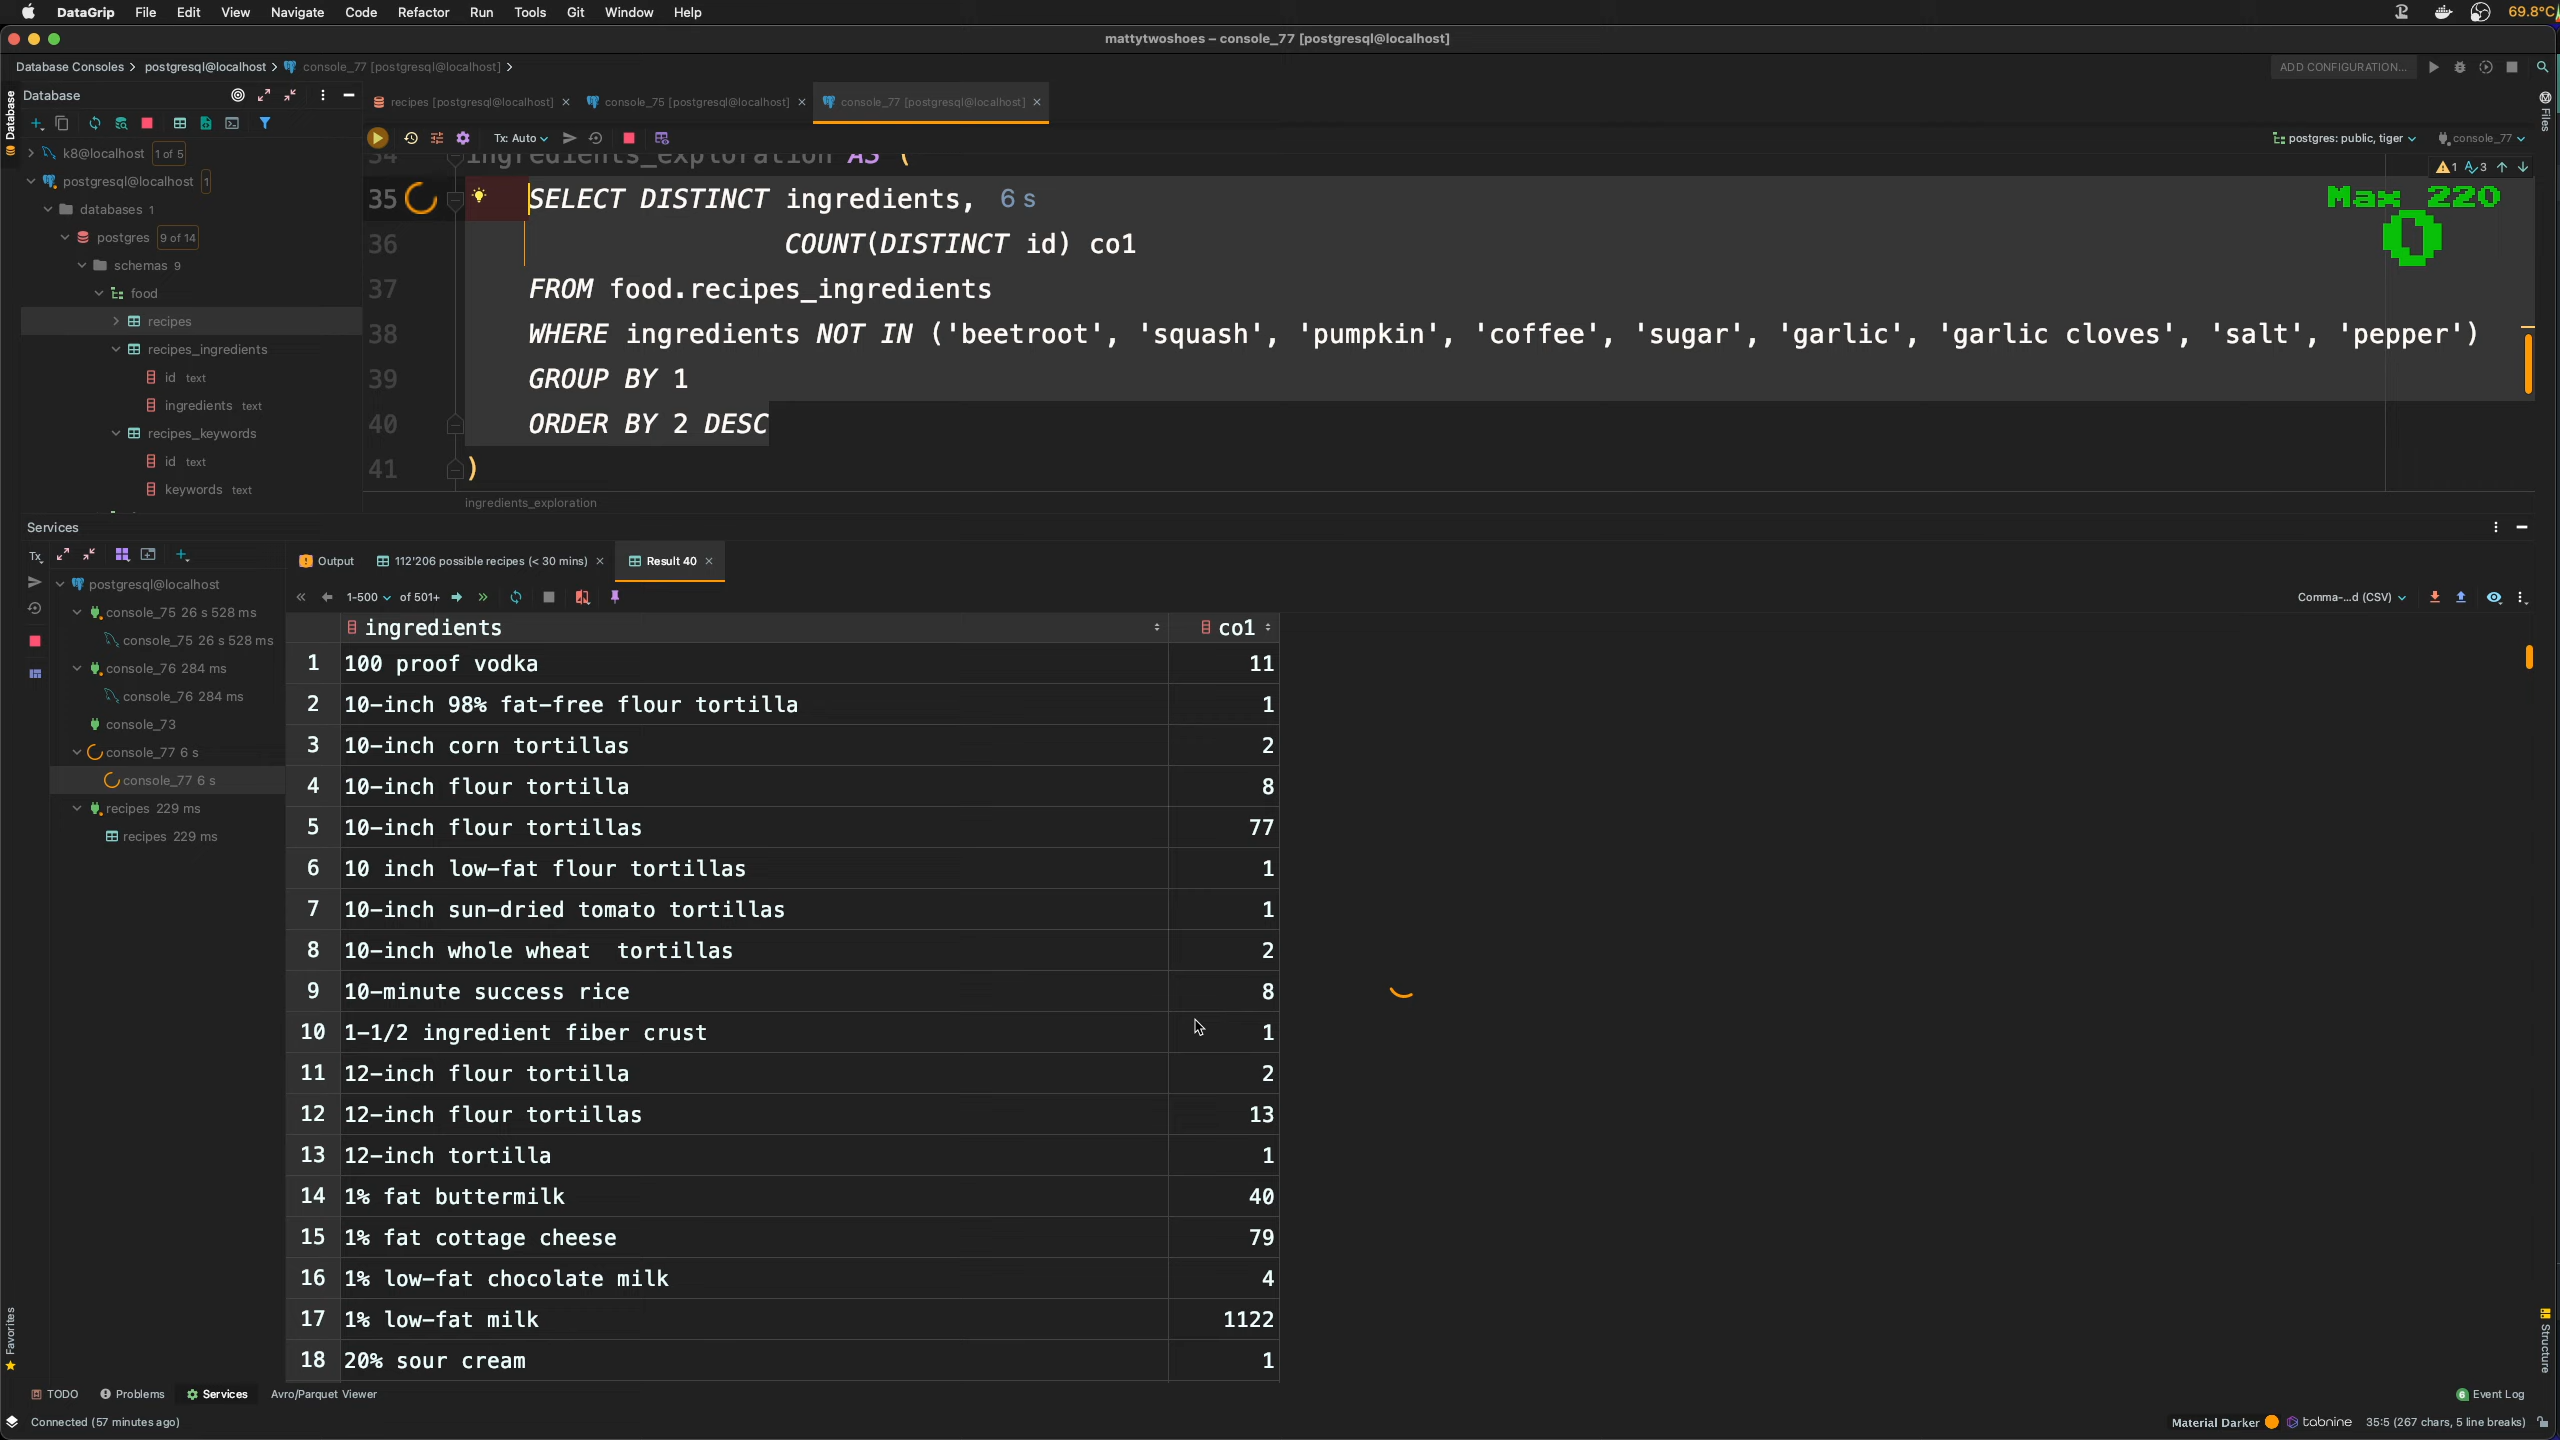 DataGrip File Edit View Navigate Code Refactor Run Tools Git Window Help
69.8°C
mattytwoshoes – console_77 [postgresql@localhost]
Database Consoles postgresql@localhost console_77 [postgresql@localhost]
ADD CONFIGURATION...
Database
Database
Files
recipes [postgresql@localhost]
console_75 [postgresql@localhost]
console_77 [postgresql@localhost]
Tx: Auto
postgres: public, tiger
console_77
k8@localhost 1 of 5
postgresql@localhost 1
databases 1
postgres 9 of 14
schemas 9
food
recipes
recipes_ingredients
id text
ingredients text
recipes_keywords
id text
keywords text
34 ingredients_exploration AS (
35 SELECT DISTINCT ingredients, 6 s
36 COUNT(DISTINCT id) co1
37 FROM food.recipes_ingredients
38 WHERE ingredients NOT IN ('beetroot', 'squash', 'pumpkin', 'coffee', 'sugar', 'garlic', 'garlic cloves', 'salt', 'pepper')
39 GROUP BY 1
40 ORDER BY 2 DESC
41 )
1 3
Max 220
0
ingredients_exploration
Services
Tx
postgresql@localhost
console_75 26 s 528 ms
console_75 26 s 528 ms
console_76 284 ms
console_76 284 ms
console_73
console_77 6 s
console_77 6 s
recipes 229 ms
recipes 229 ms
Output
112'206 possible recipes (< 30 mins)
Result 40
1-500 of 501+
Comma-...d (CSV)
ingredients co1
1 100 proof vodka 11
2 10-inch 98% fat-free flour tortilla 1
3 10-inch corn tortillas 2
4 10-inch flour tortilla 8
5 10-inch flour tortillas 77
6 10 inch low-fat flour tortillas 1
7 10-inch sun-dried tomato tortillas 1
8 10-inch whole wheat  tortillas 2
9 10-minute success rice 8
10 1-1/2 ingredient fiber crust 1
11 12-inch flour tortilla 2
12 12-inch flour tortillas 13
13 12-inch tortilla 1
14 1% fat buttermilk 40
15 1% fat cottage cheese 79
16 1% low-fat chocolate milk 4
17 1% low-fat milk 1122
18 20% sour cream 1
Favorites
Structure
TODO Problems Services Avro/Parquet Viewer
6 Event Log
Connected (57 minutes ago)
Material Darker tabnine 35:5 (267 chars, 5 line breaks)